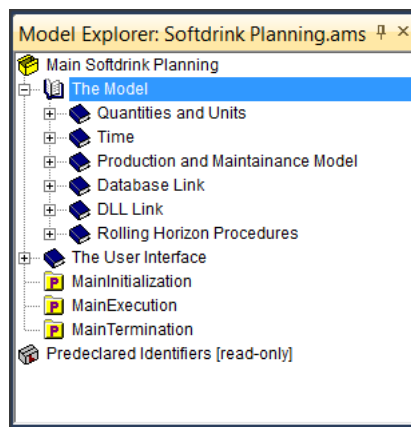 Model Explorer: Softdrink Planning.ams
Main Softdrink Planning
The Model
Quantities and Units
Time
Production and Maintainance Model
Database Link
DLL Link
Rolling Horizon Procedures
The User Interface
P MainInitialization
P MainExecution
P MainTermination
Predeclared Identifiers [read-only]